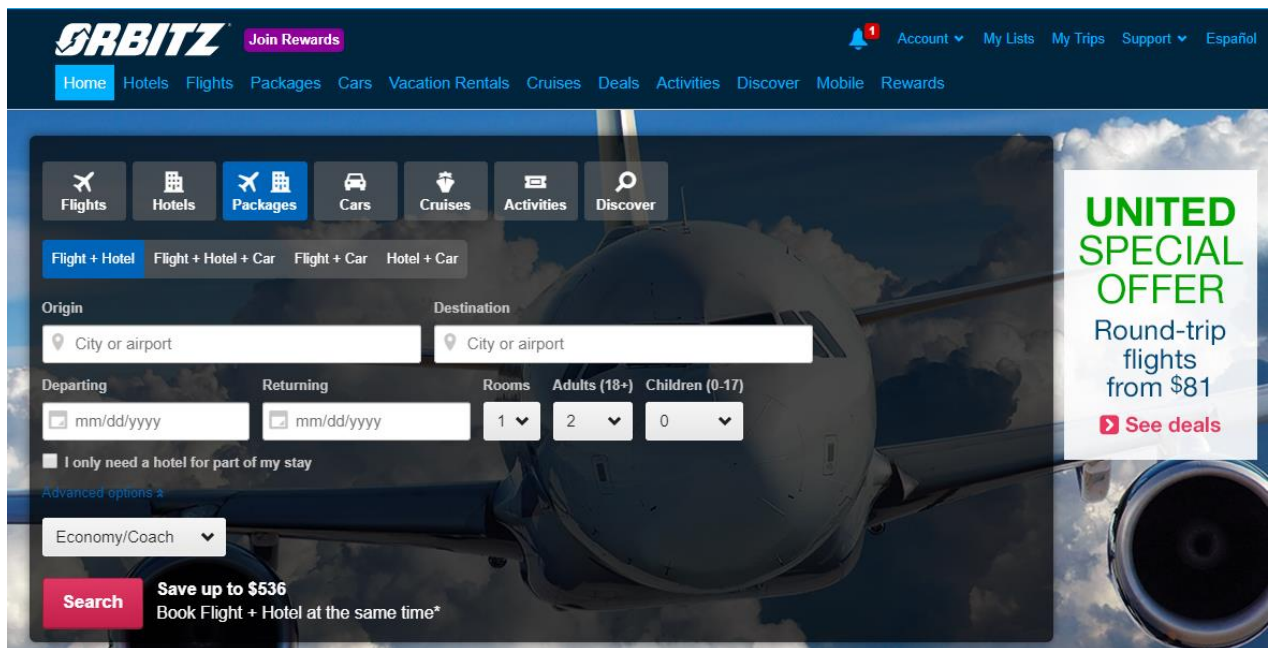 ORBITZ Join Rewards 1 Account My Lists My Trips Support Español
Home Hotels Flights Packages Cars Vacation Rentals Cruises Deals Activities Discover Mobile Rewards
Flights Hotels Packages Cars Cruises Activities Discover
Flight + Hotel Flight + Hotel + Car Flight + Car Hotel + Car
Origin Destination
City or airport City or airport
Departing Returning Rooms Adults (18+) Children (0-17)
mm/dd/yyyy mm/dd/yyyy 1 2 0
I only need a hotel for part of my stay
Advanced options
Economy/Coach
Search
Save up to $536
Book Flight + Hotel at the same time*
UNITED
SPECIAL
OFFER
Round-trip
flights
from $81
See deals